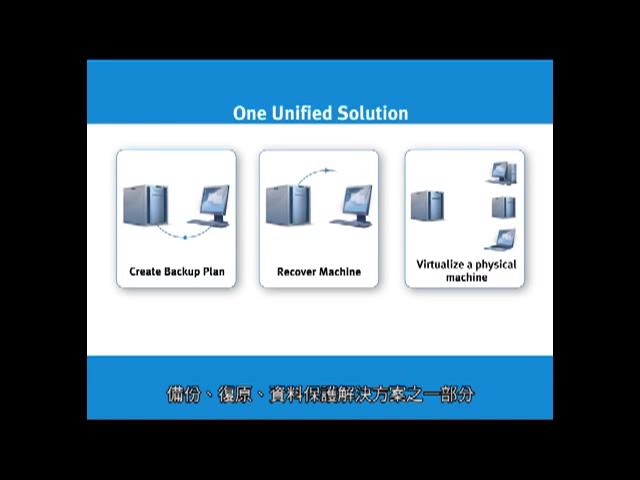 One Unified Solution
Create Backup Plan
Recover Machine
Virtualize a physical
machine
備份、復原、資料保護解決方案之一部分